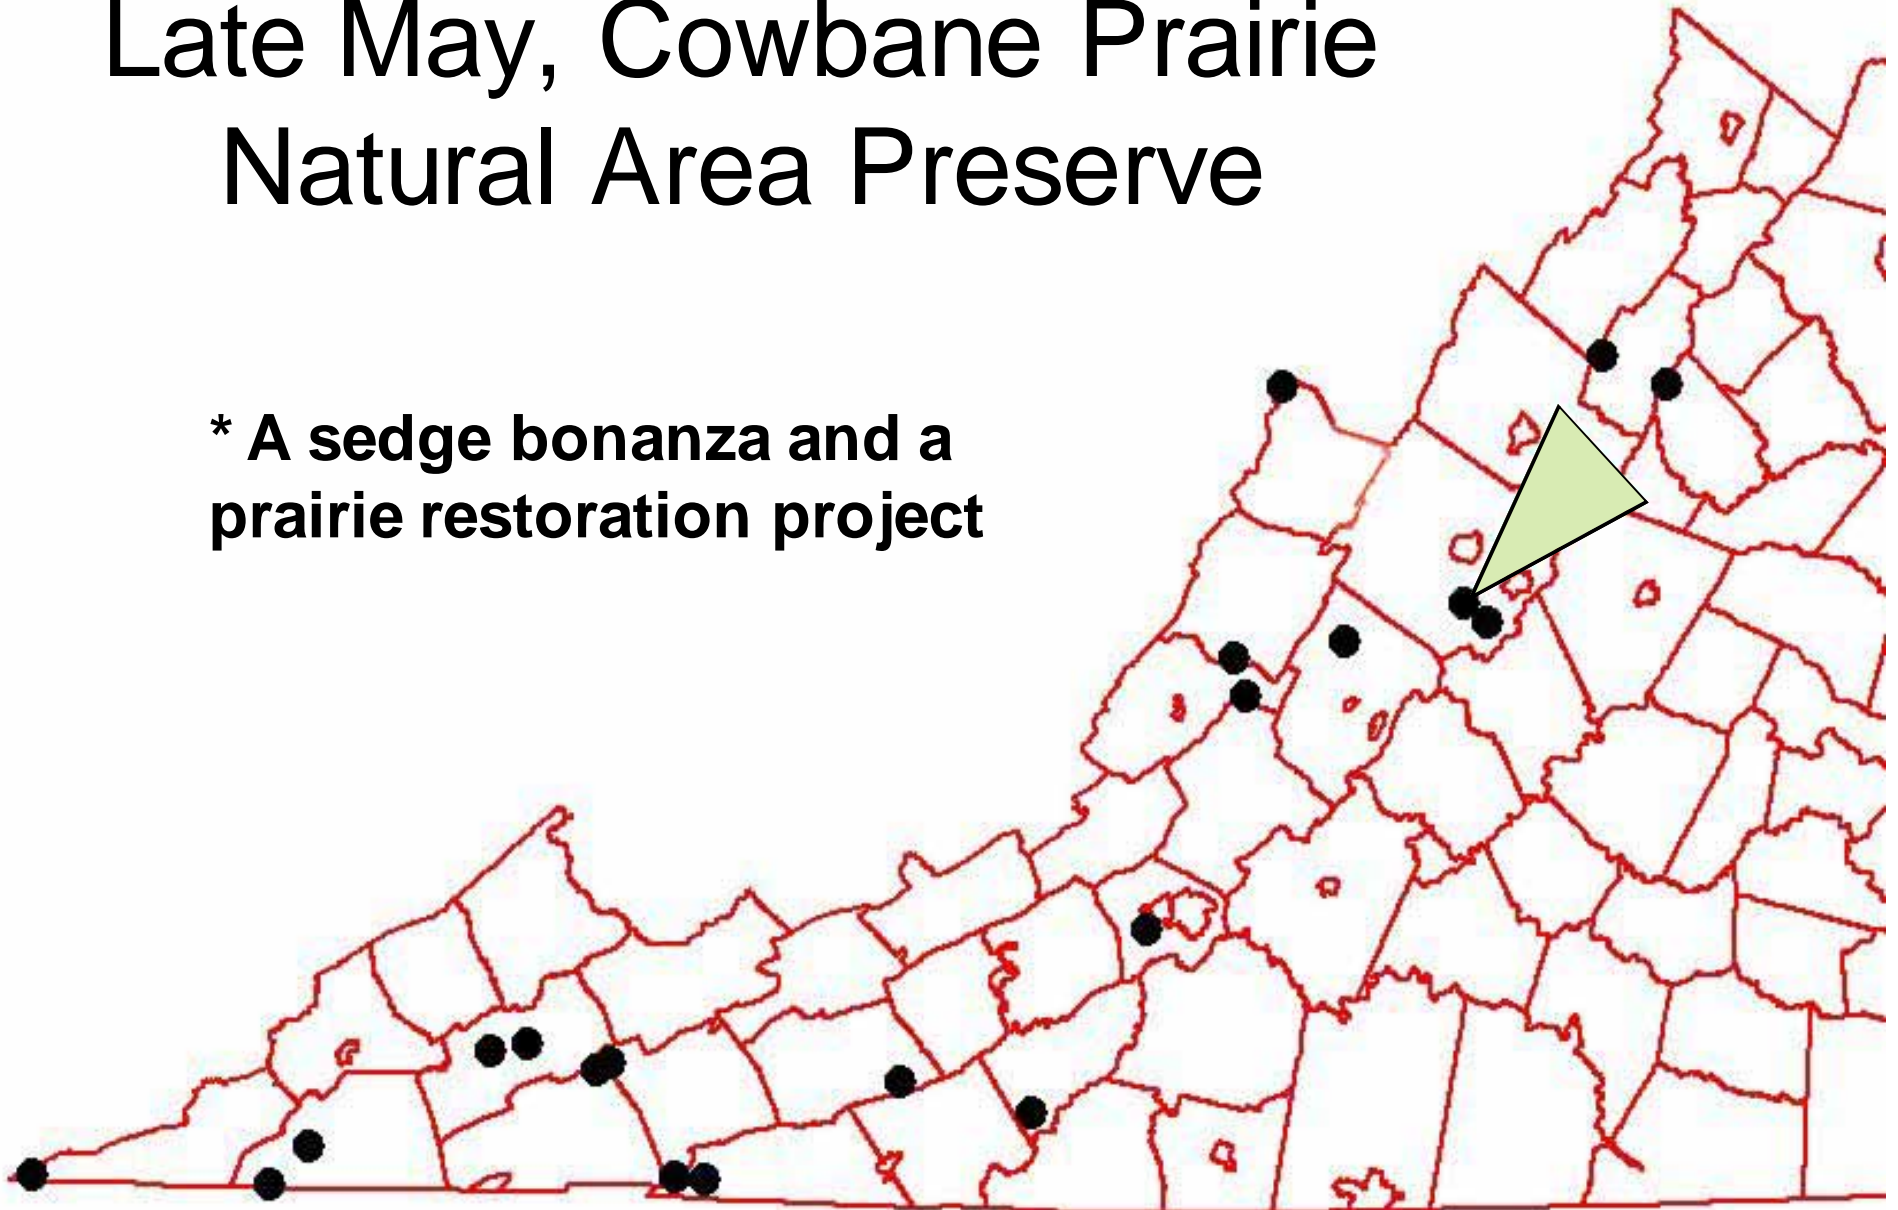 Late May, Cowbane Prairie
Natural Area Preserve
* A sedge bonanza and a
prairie restoration project